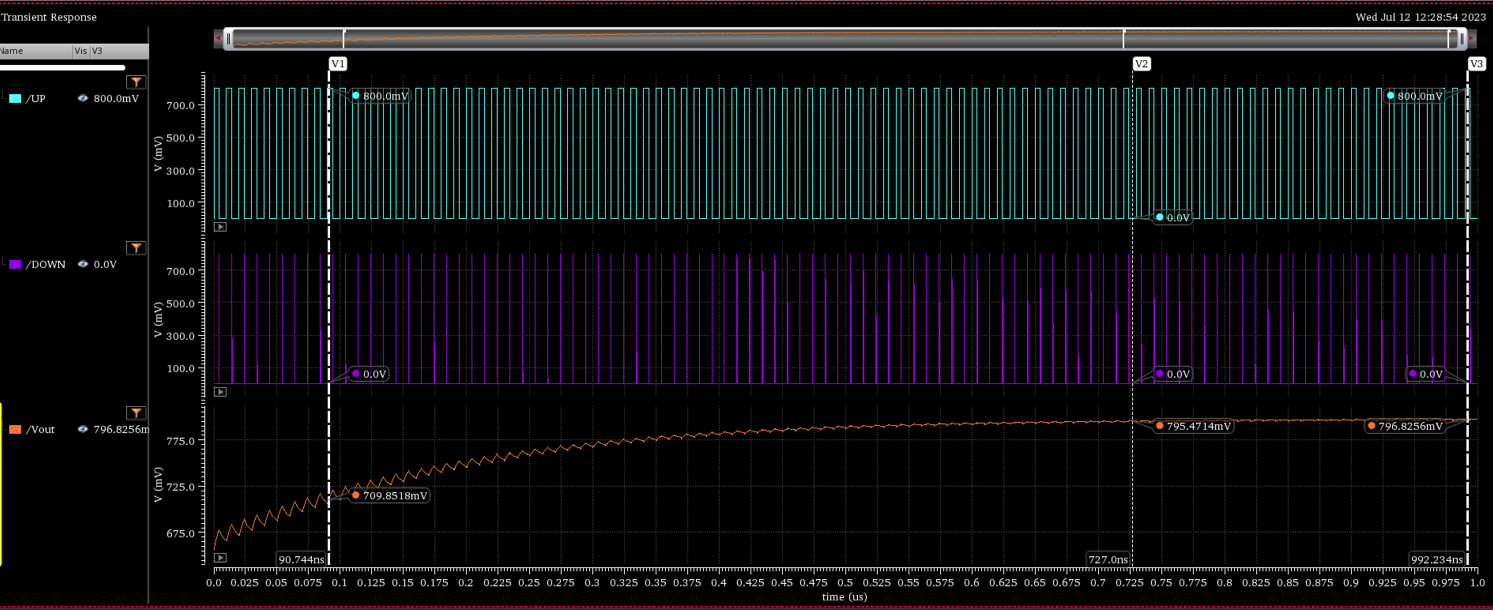 Transient Response
Wed Jul 12 12:28:54 2023
Name Vis V3
V1 V2 V3
/UP 800.0mV
800.0mV 800.0mV
700.0
500.0
V (mV)
300.0
100.0
0.0V
/DOWN 0.0V
700.0
500.0
V (mV)
300.0
100.0
0.0V 0.0V 0.0V
/Vout 796.8256m
795.4714mV 796.8256mV
775.0
725.0
V (mV)
709.8518mV
675.0
90.744ns 727.0ns 992.234ns
0.0 0.025 0.05 0.075 0.1 0.125 0.15 0.175 0.2 0.225 0.25 0.275 0.3 0.325 0.35 0.375 0.4 0.425 0.45 0.475 0.5 0.525 0.55 0.575 0.6 0.625 0.65 0.675 0.7 0.725 0.75 0.775 0.8 0.825 0.85 0.875 0.9 0.925 0.95 0.975 1.0
time (us)